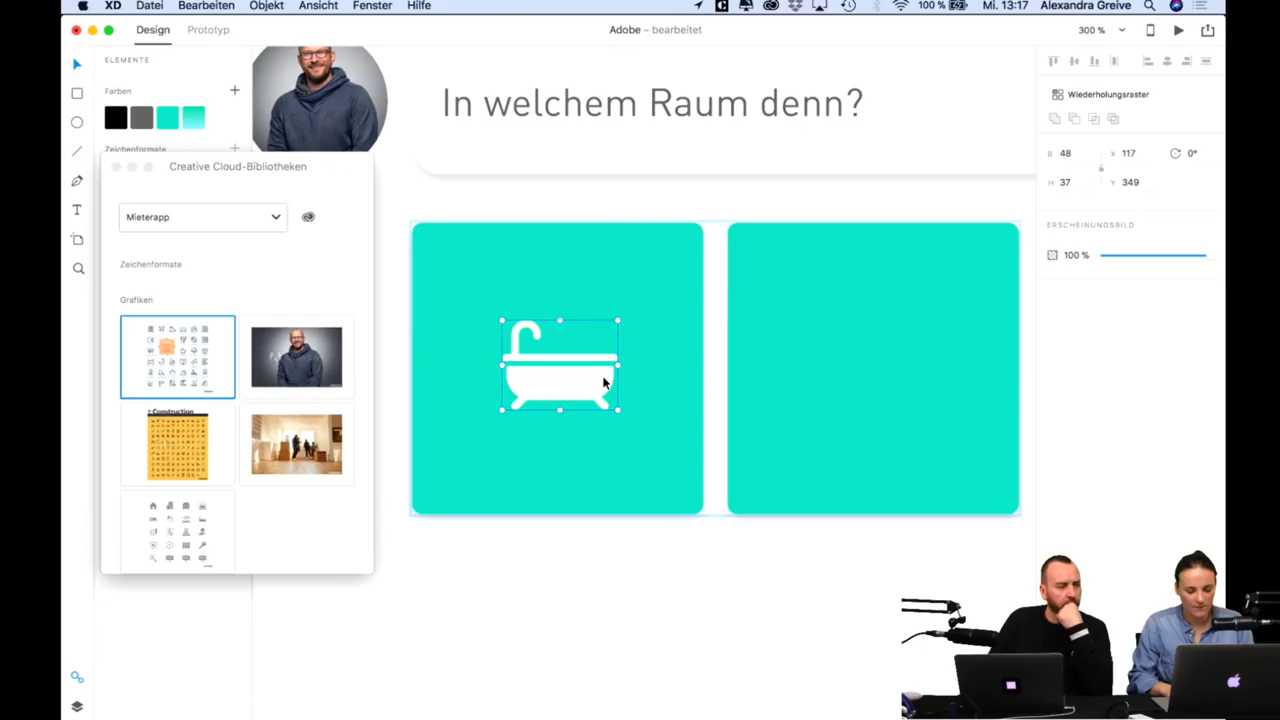 XD Datei Bearbeiten Objekt Ansicht Fenster Hilfe 100 % Mi. 13:17 Alexandra Greive
Design Prototyp Adobe – bearbeitet 300 %
ELEMENTE
Farben
Zeichenformate
In welchem Raum denn?
Creative Cloud-Bibliotheken
Mieterapp
Zeichenformate
Grafiken
Construction
Wiederholungsraster
B 48 X 117 0°
H 37 Y 349
ERSCHEINUNGSBILD
100 %